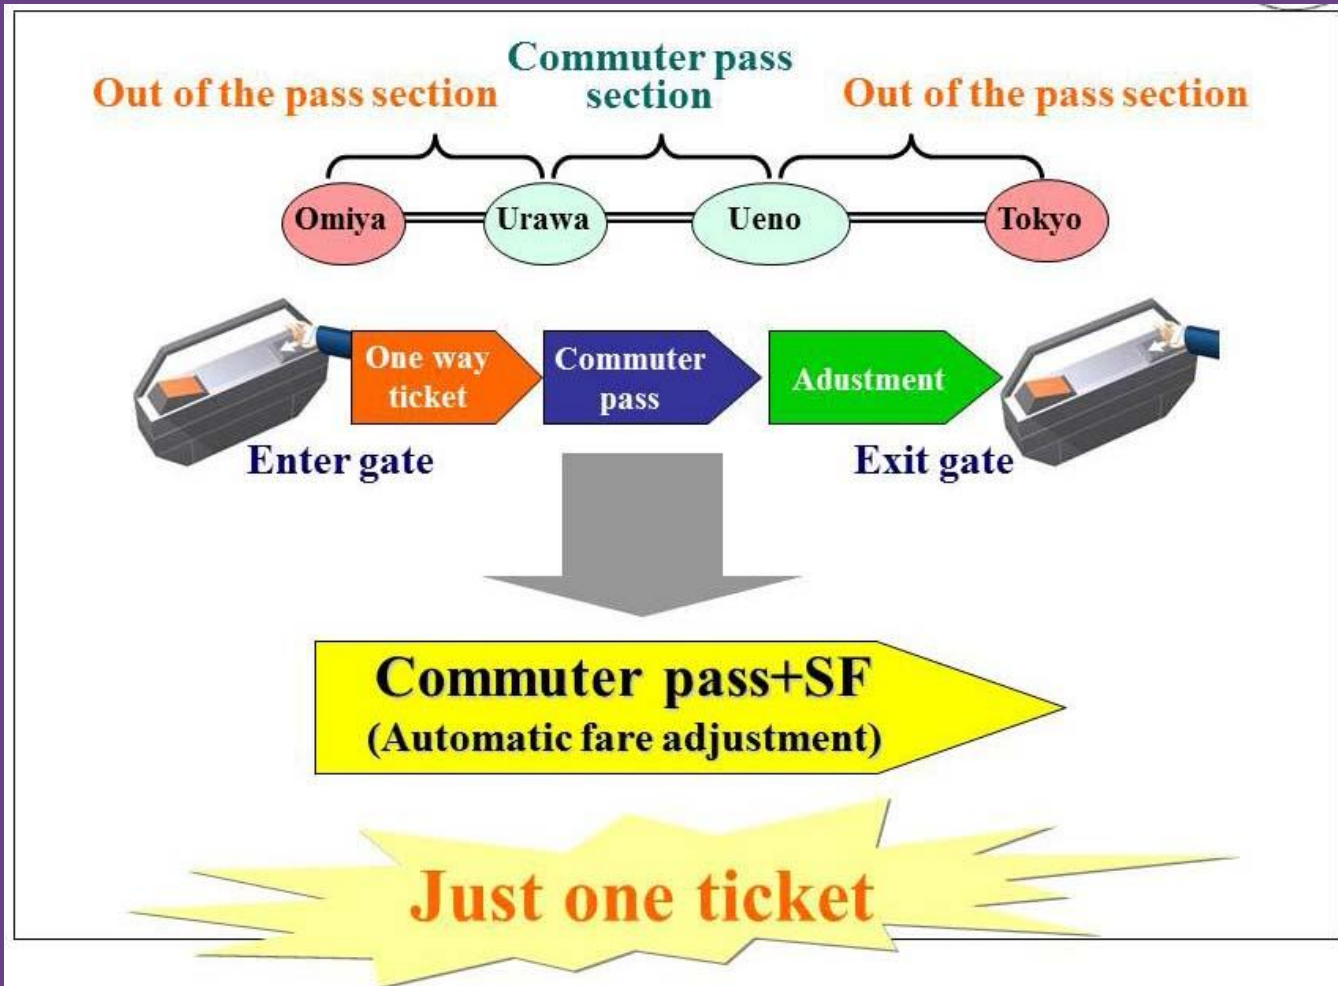 Commuter pass
section
Out of the pass section
Out of the pass section
Omiya
Urawa
Ueno
Tokyo
One way
ticket
Commuter
pass
Adustment
Enter gate
Exit gate
Commuter pass+SF
(Automatic fare adjustment)
Just one ticket